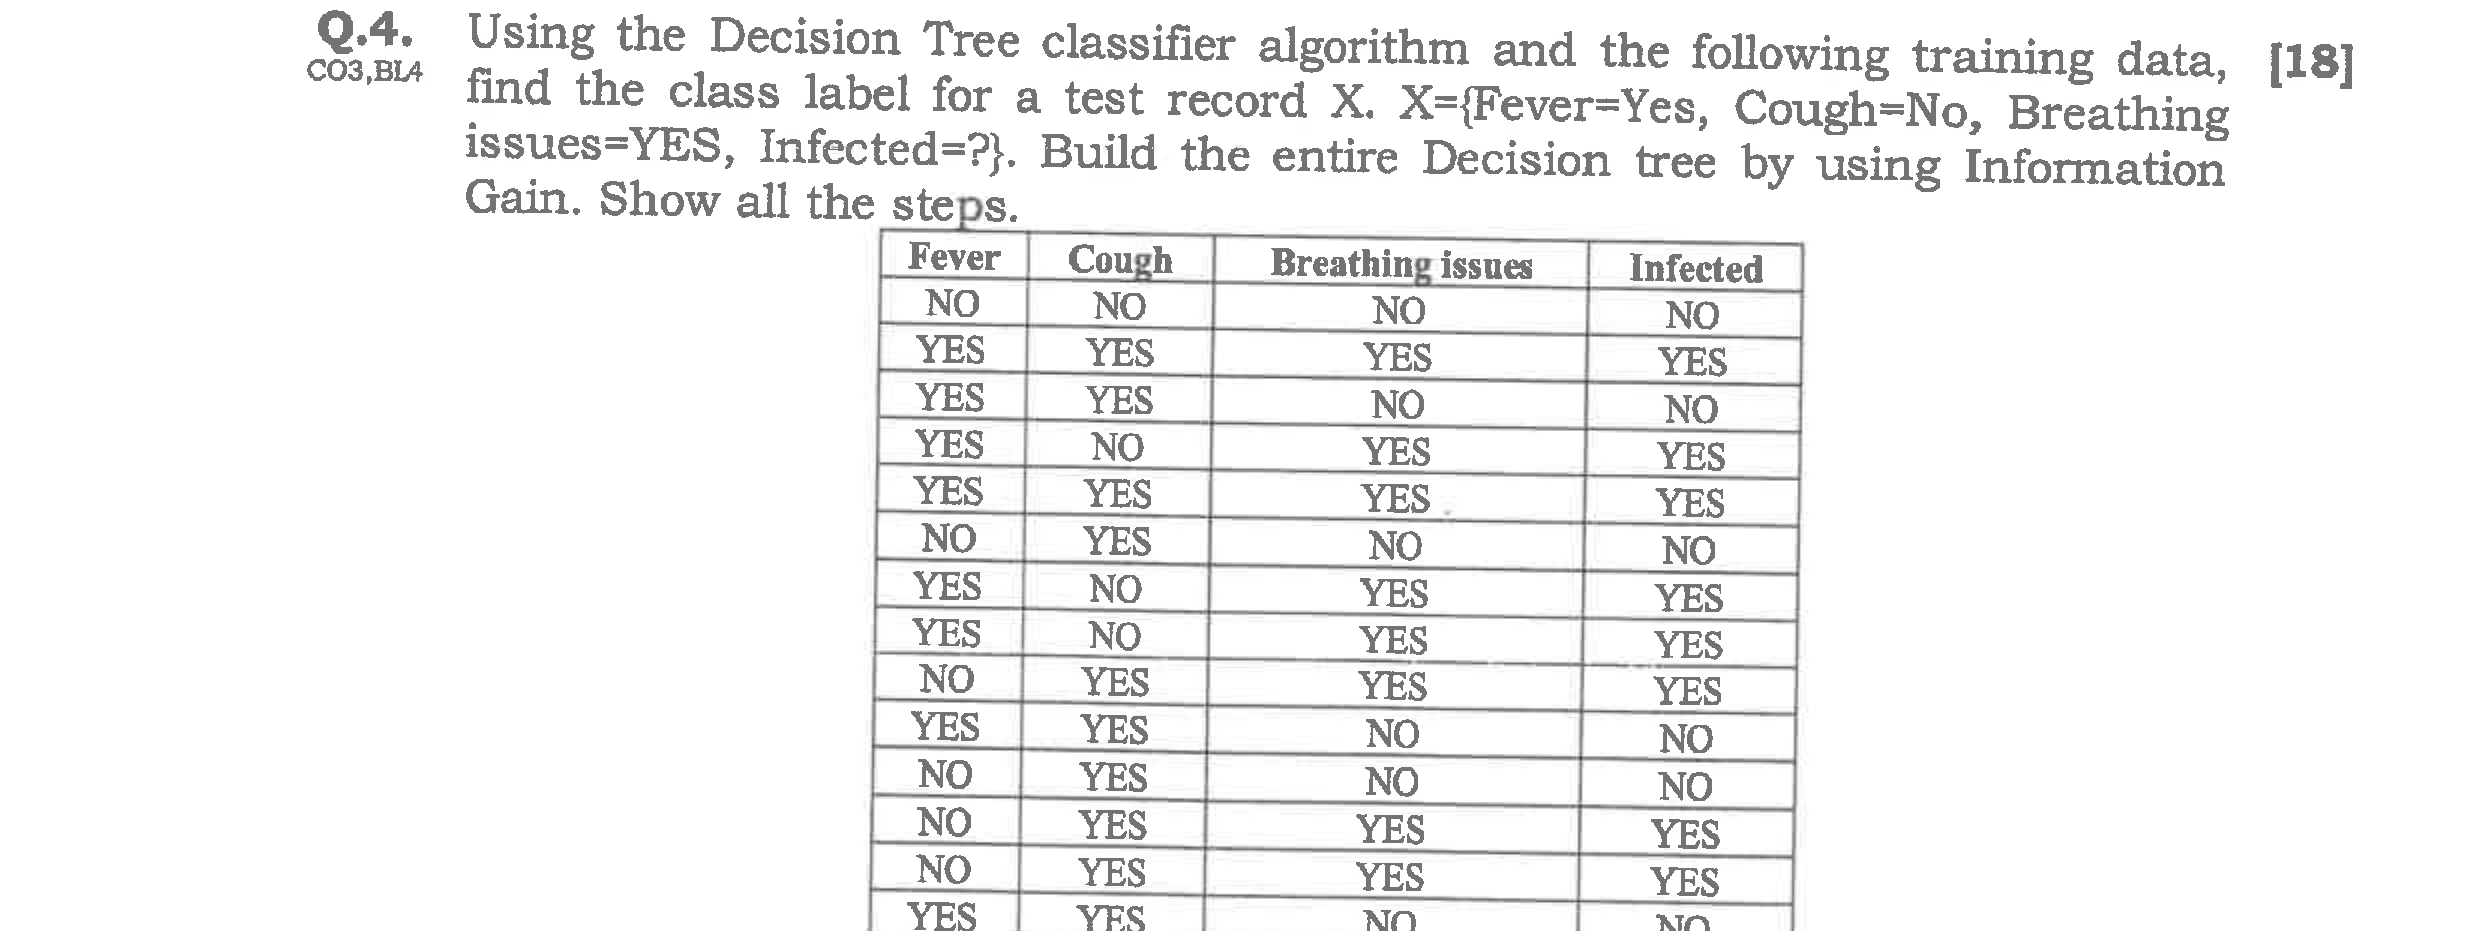 Q.4. Using the Decision Tree classifier algorithm and the following training data, [18]
CO3,BL4 find the class label for a test record X. X={Fever=Yes, Cough=No, Breathing
issues=YES, Infected=?}. Build the entire Decision tree by using Information
Gain. Show all the steps.
Fever Cough Breathing issues Infected
NO NO NO NO
YES YES YES YES
YES YES NO NO
YES NO YES YES
YES YES YES YES
NO YES NO NO
YES NO YES YES
YES NO YES YES
NO YES YES YES
YES YES NO NO
NO YES NO NO
NO YES YES YES
NO YES YES YES
YES YES NO NO